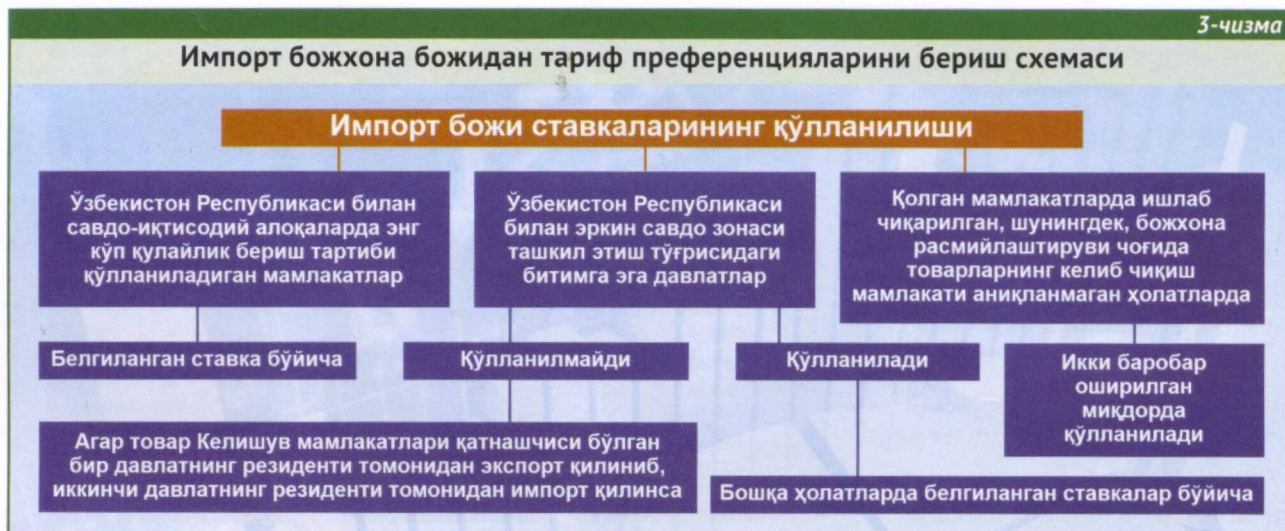 3-чизма
Импорт божхона божидан тариф преференцияларини бериш схемаси
Импорт божи ставкаларининг қўлланилиши
Ўзбекистон Республикаси билан
савдо-иқтисодий алоқаларда энг
кўп қулайлик бериш тартиби
қўлланиладиган мамлакатлар
Ўзбекистон Республикаси
билан эркин савдо зонаси
ташкил этиш тўғрисидаги
битимга эга давлатлар
Қолган мамлакатларда ишлаб
чиқарилган, шунингдек, божхона
расмийлаштируви чоғида
товарларнинг келиб чиқиш
мамлакати аниқланмаган ҳолатларда
Белгиланган ставка бўйича
Қўлланилмайди
Қўлланилади
Икки баробар
оширилган
миқдорда
қўлланилади
Агар товар Келишув мамлакатлари қатнашчиси бўлган
бир давлатнинг резиденти томонидан экспорт қилиниб,
иккинчи давлатнинг резиденти томонидан импорт қилинса
Бошқа ҳолатларда белгиланган ставкалар бўйича